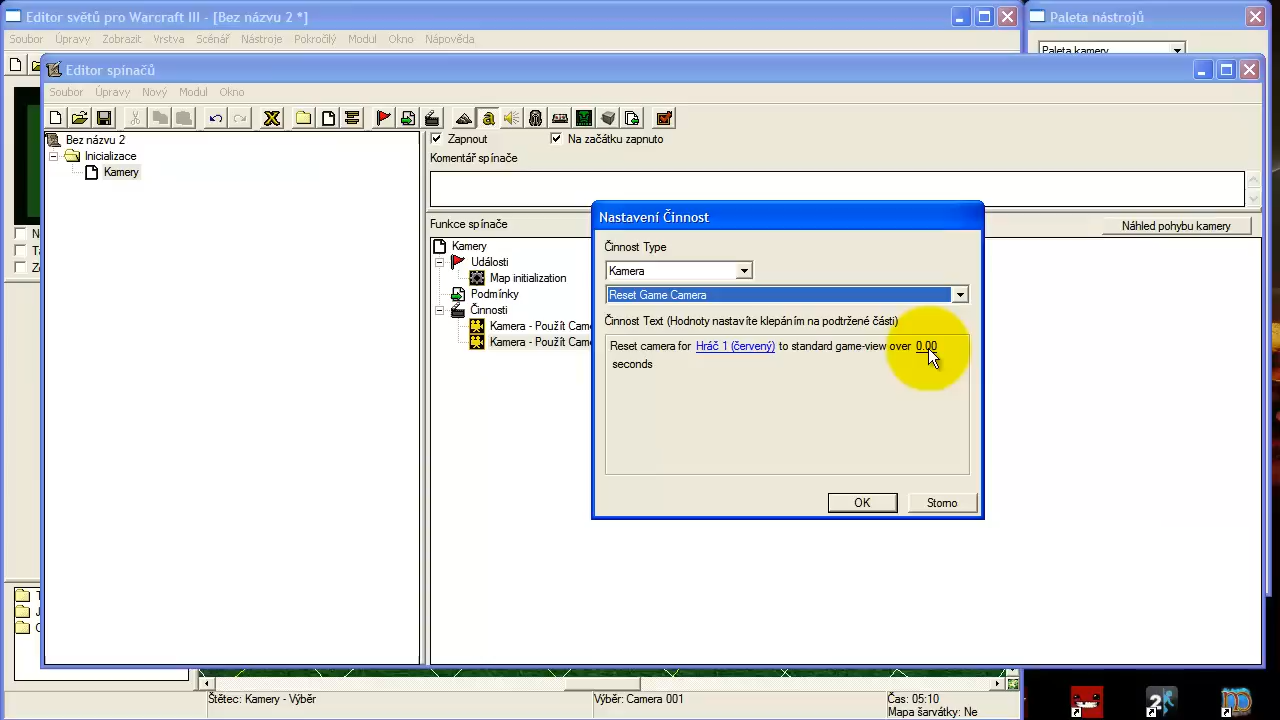 Editor světů pro Warcraft III - [Bez názvu 2 *]
Paleta nástrojů
Soubor Úpravy Zobrazit Vrstva Scénář Nástroje Pokročilý Modul Okno Nápověda
Paleta kamery
Editor spínačů
Soubor Úpravy Nový Modul Okno
Bez názvu 2
Inicializace
Kamery
Zapnout
Na začátku zapnuto
Komentář spínače
Funkce spínače
Náhled pohybu kamery
Kamery
Události
Map initialization
Podmínky
Činnosti
Kamera - Použít Came
Kamera - Použít Came
Nastavení Činnost
Činnost Type
Kamera
Reset Game Camera
Činnost Text (Hodnoty nastavíte klepáním na podtržené části)
Reset camera for Hráč 1 (červený) to standard game-view over 0.00
seconds
OK
Storno
Štětec: Kamery - Výběr
Výběr: Camera 001
Čas: 05:10
Mapa šarvátky: Ne